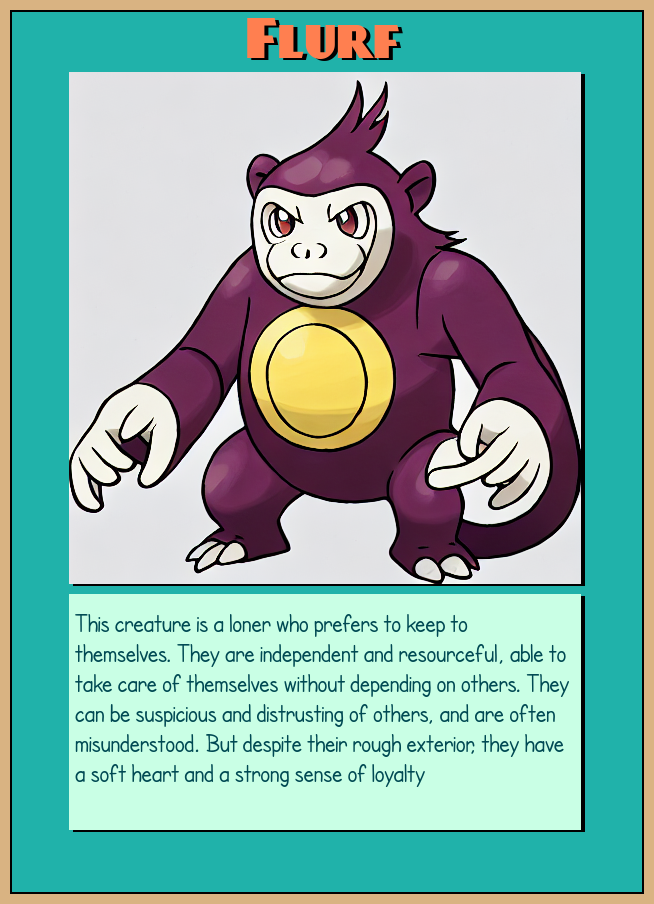 Flurf
This creature is a loner who prefers to keep to
themselves. They are independent and resourceful, able to
take care of themselves without depending on others. They
can be suspicious and distrusting of others, and are often
misunderstood. But despite their rough exterior, they have
a soft heart and a strong sense of loyalty